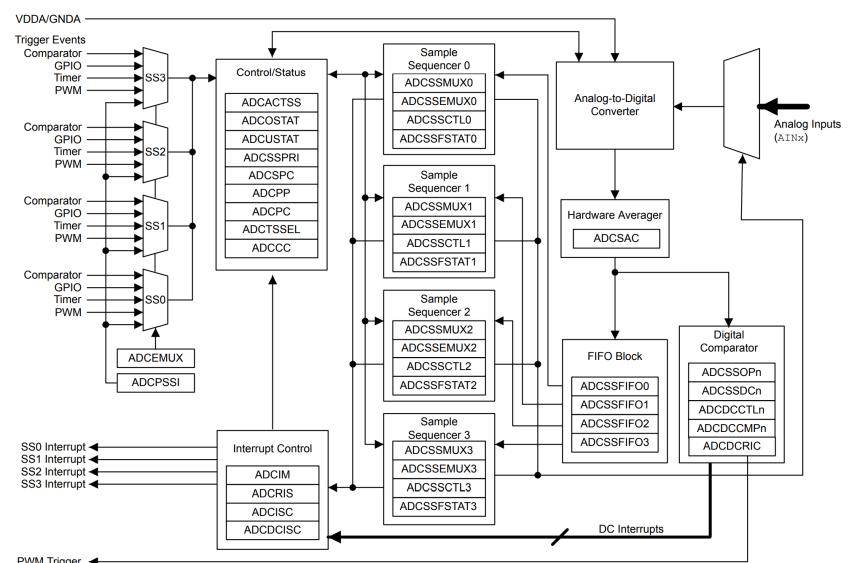 VDDA/GNDA
Trigger Events
Comparator
GPIO
Timer
PWM
SS3
Comparator
GPIO
Timer
PWM
SS2
Comparator
GPIO
Timer
PWM
SS1
Comparator
GPIO
Timer
PWM
SS0
ADCEMUX
ADCPSSI
Control/Status
ADCACTSS
ADCOSTAT
ADCUSTAT
ADCSSPRI
ADCSPC
ADCPP
ADCPC
ADCTSSEL
ADCCC
Sample
Sequencer 0
ADCSSMUX0
ADCSSEMUX0
ADCSSCTL0
ADCSSFSTAT0
Sample
Sequencer 1
ADCSSMUX1
ADCSSEMUX1
ADCSSCTL1
ADCSSFSTAT1
Sample
Sequencer 2
ADCSSMUX2
ADCSSEMUX2
ADCSSCTL2
ADCSSFSTAT2
Sample
Sequencer 3
ADCSSMUX3
ADCSSEMUX3
ADCSSCTL3
ADCSSFSTAT3
Analog-to-Digital
Converter
Analog Inputs
(AINx)
Hardware Averager
ADCSAC
FIFO Block
ADCSSFIFO0
ADCSSFIFO1
ADCSSFIFO2
ADCSSFIFO3
Digital
Comparator
ADCSSOPn
ADCSSDCn
ADCDCCTLn
ADCDCCMPn
ADCDCRIC
SS0 Interrupt
SS1 Interrupt
SS2 Interrupt
SS3 Interrupt
Interrupt Control
ADCIM
ADCRIS
ADCISC
ADCDCISC
DC Interrupts
PWM Trigger